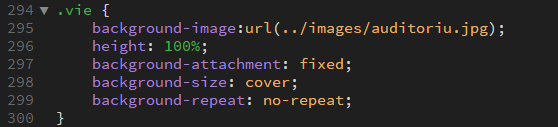 294 ▼ .vie {
295 background-image:url(../images/auditoriu.jpg);
296 height: 100%;
297 background-attachment: fixed;
298 background-size: cover;
299 background-repeat: no-repeat;
300 }